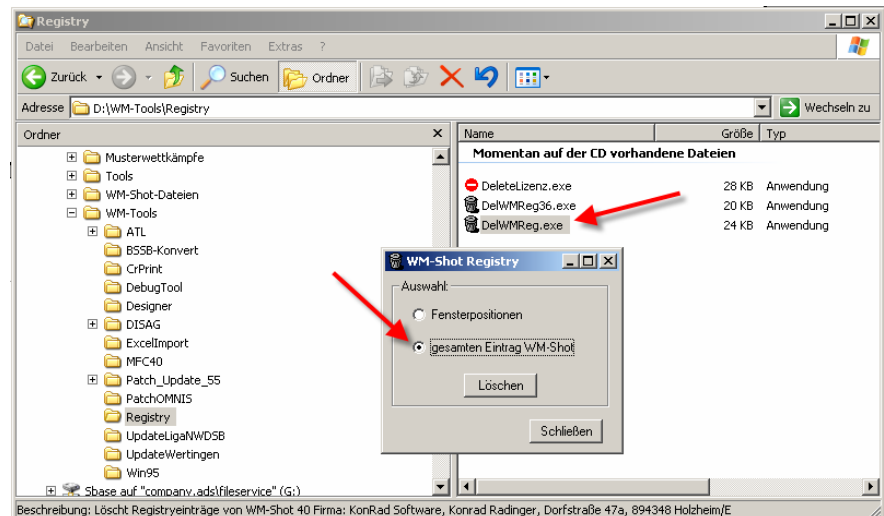 Registry
Datei Bearbeiten Ansicht Favoriten Extras ?
Zurück Suchen Ordner
Adresse D:\WM-Tools\Registry Wechseln zu
Ordner
Musterwettkämpfe
Tools
WM-Shot-Dateien
WM-Tools
ATL
BSSB-Konvert
CrPrint
DebugTool
Designer
DISAG
ExcelImport
MFC40
Patch_Update_55
PatchOMNIS
Registry
UpdateLigaNWDSB
UpdateWertingen
Win95
Sbase auf "company.ads\fileservice" (G:)
Name Größe Typ
Momentan auf der CD vorhandene Dateien
DeleteLizenz.exe 28 KB Anwendung
DelWMReg36.exe 20 KB Anwendung
DelWMReg.exe 24 KB Anwendung
WM-Shot Registry
Auswahl:
Fensterpositionen
gesamten Eintrag WM-Shot
Löschen
Schließen
Beschreibung: Löscht Registryeinträge von WM-Shot 40 Firma: KonRad Software, Konrad Radinger, Dorfstraße 47a, 894348 Holzheim/E